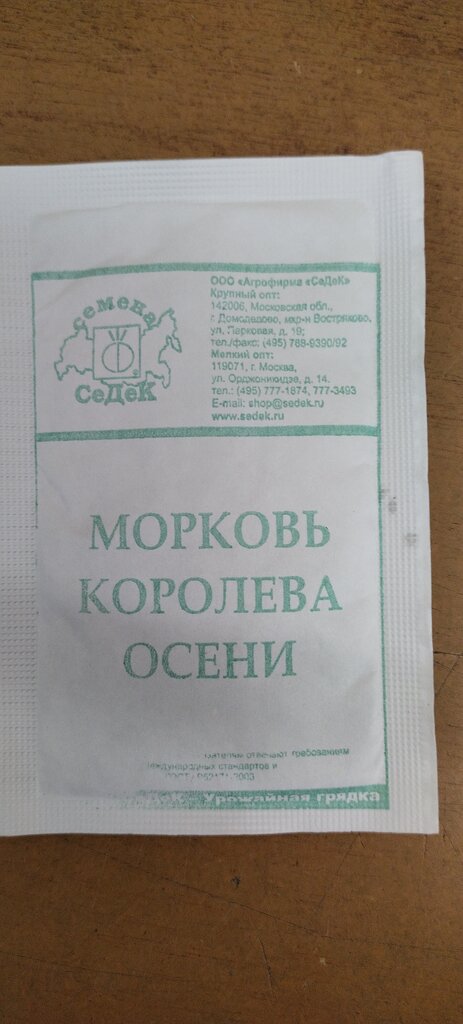 семена
СеДеК
ООО «Агрофирма «СеДеК»
Крупный опт:
142006, Московская обл.,
г. Домодедово, мкр-н Востряково,
ул. Парковая, д. 19;
тел./факс: (495) 788-9390/92
Мелкий опт:
119071, г. Москва,
ул. Орджоникидзе, д. 14.
тел.: (495) 777-1874, 777-3493
E-mail: shop@sedek.ru
www.sedek.ru
МОРКОВЬ
КОРОЛЕВА
ОСЕНИ
отвечают требованиям
международных стандартов и
Урожайная грядка